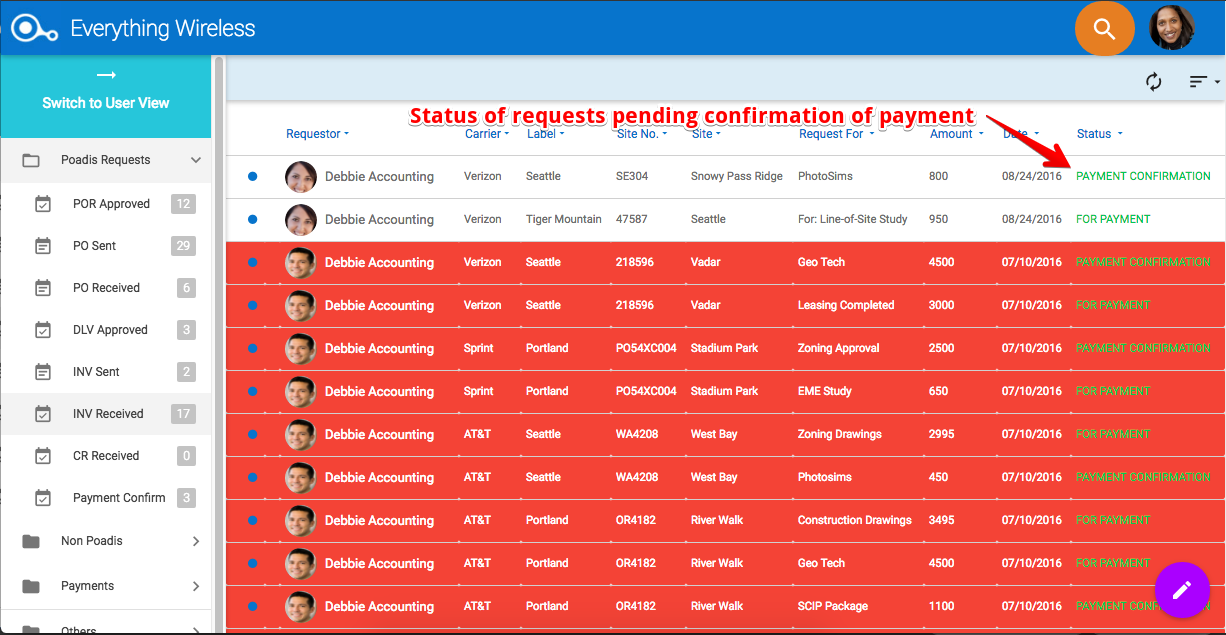 Everything Wireless
Switch to User View
Poadis Requests
POR Approved 12
PO Sent 29
PO Received 6
DLV Approved 3
INV Sent 2
INV Received 17
CR Received 0
Payment Confirm 3
Non Poadis
Payments
Others
Status of requests pending confirmation of payment
Requestor Carrier Label Site No. Site Request For Amount Date Status
Debbie Accounting Verizon Seattle SE304 Snowy Pass Ridge PhotoSims 800 08/24/2016 PAYMENT CONFIRMATION
Debbie Accounting Verizon Tiger Mountain 47587 Seattle For: Line-of-Site Study 950 08/24/2016 FOR PAYMENT
Debbie Accounting Verizon Seattle 218596 Vadar Geo Tech 4500 07/10/2016 PAYMENT CONFIRMATION
Debbie Accounting Verizon Seattle 218596 Vadar Leasing Completed 3000 07/10/2016 FOR PAYMENT
Debbie Accounting Sprint Portland PO54XC004 Stadium Park Zoning Approval 2500 07/10/2016 PAYMENT CONFIRMATION
Debbie Accounting Sprint Portland PO54XC004 Stadium Park EME Study 650 07/10/2016 FOR PAYMENT
Debbie Accounting AT&T Seattle WA4208 West Bay Zoning Drawings 2995 07/10/2016 FOR PAYMENT
Debbie Accounting AT&T Seattle WA4208 West Bay Photosims 450 07/10/2016 PAYMENT CONFIRMATION
Debbie Accounting AT&T Portland OR4182 River Walk Construction Drawings 3495 07/10/2016 FOR PAYMENT
Debbie Accounting AT&T Portland OR4182 River Walk Geo Tech 4500 07/10/2016 FOR PAYMENT
Debbie Accounting AT&T Portland OR4182 River Walk SCIP Package 1100 07/10/2016 PAYMENT